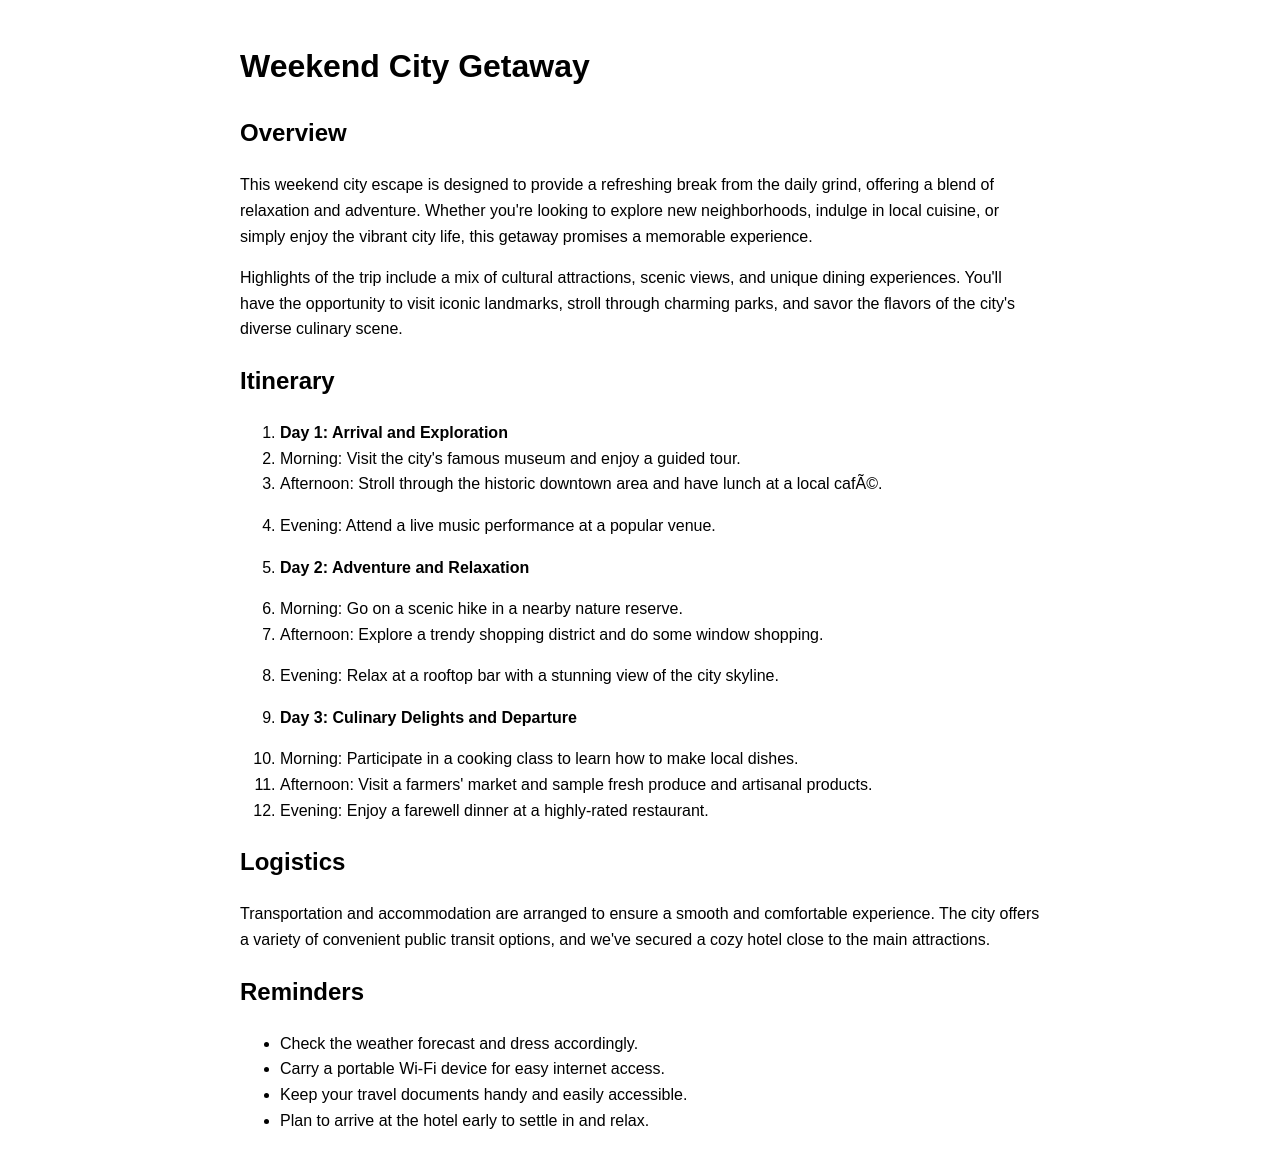 Weekend City Getaway
Overview
This weekend city escape is designed to provide a refreshing break from the daily grind, offering a blend of
relaxation and adventure. Whether you're looking to explore new neighborhoods, indulge in local cuisine, or
simply enjoy the vibrant city life, this getaway promises a memorable experience.
Highlights of the trip include a mix of cultural attractions, scenic views, and unique dining experiences. You'll
have the opportunity to visit iconic landmarks, stroll through charming parks, and savor the flavors of the city's
diverse culinary scene.
Itinerary
1. Day 1: Arrival and Exploration
2. Morning: Visit the city's famous museum and enjoy a guided tour.
3. Afternoon: Stroll through the historic downtown area and have lunch at a local cafÃ©.
4. Evening: Attend a live music performance at a popular venue.
5. Day 2: Adventure and Relaxation
6. Morning: Go on a scenic hike in a nearby nature reserve.
7. Afternoon: Explore a trendy shopping district and do some window shopping.
8. Evening: Relax at a rooftop bar with a stunning view of the city skyline.
9. Day 3: Culinary Delights and Departure
10. Morning: Participate in a cooking class to learn how to make local dishes.
11. Afternoon: Visit a farmers' market and sample fresh produce and artisanal products.
12. Evening: Enjoy a farewell dinner at a highly-rated restaurant.
Logistics
Transportation and accommodation are arranged to ensure a smooth and comfortable experience. The city offers
a variety of convenient public transit options, and we've secured a cozy hotel close to the main attractions.
Reminders
• Check the weather forecast and dress accordingly.
• Carry a portable Wi-Fi device for easy internet access.
• Keep your travel documents handy and easily accessible.
• Plan to arrive at the hotel early to settle in and relax.